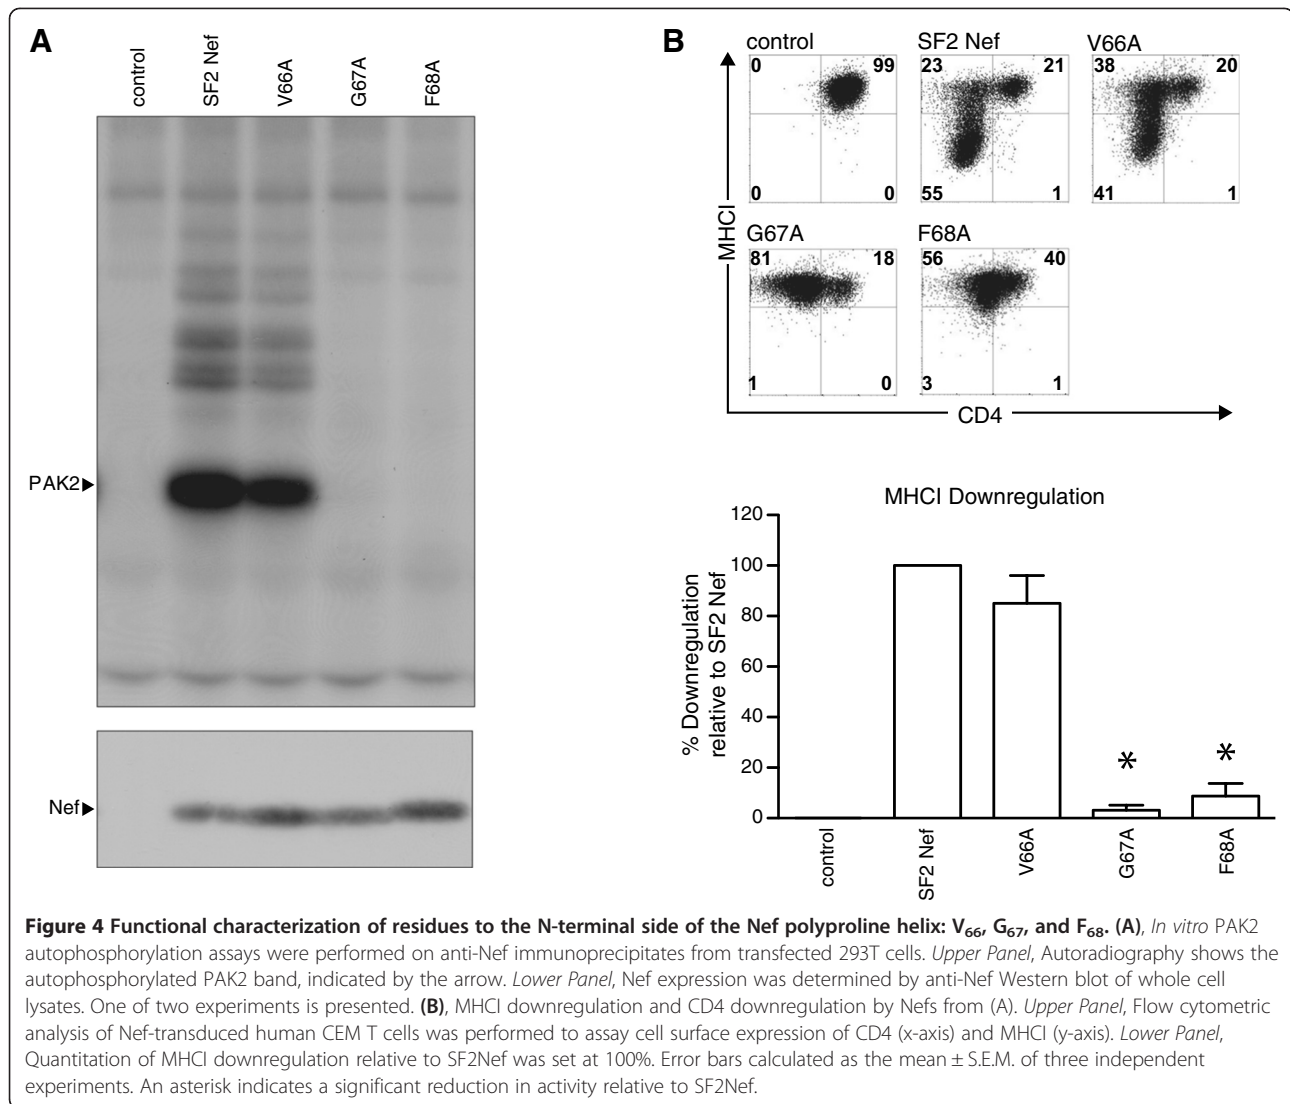 A
control
SF2 Nef
V66A
G67A
F68A
PAK2
Nef
B
control
0 99
0 0
SF2 Nef
23 21
55 1
V66A
38 20
41 1
G67A
81 18
1 0
F68A
56 40
3 1
MHCI
CD4
MHCI Downregulation
% Downregulation
relative to SF2 Nef
120
100
80
60
40
20
0
*
*
control
SF2 Nef
V66A
G67A
F68A
Figure 4 Functional characterization of residues to the N-terminal side of the Nef polyproline helix: V66, G67, and F68. (A), In vitro PAK2
autophosphorylation assays were performed on anti-Nef immunoprecipitates from transfected 293T cells. Upper Panel, Autoradiography shows the
autophosphorylated PAK2 band, indicated by the arrow. Lower Panel, Nef expression was determined by anti-Nef Western blot of whole cell
lysates. One of two experiments is presented. (B), MHCI downregulation and CD4 downregulation by Nefs from (A). Upper Panel, Flow cytometric
analysis of Nef-transduced human CEM T cells was performed to assay cell surface expression of CD4 (x-axis) and MHCI (y-axis). Lower Panel,
Quantitation of MHCI downregulation relative to SF2Nef was set at 100%. Error bars calculated as the mean ± S.E.M. of three independent
experiments. An asterisk indicates a significant reduction in activity relative to SF2Nef.